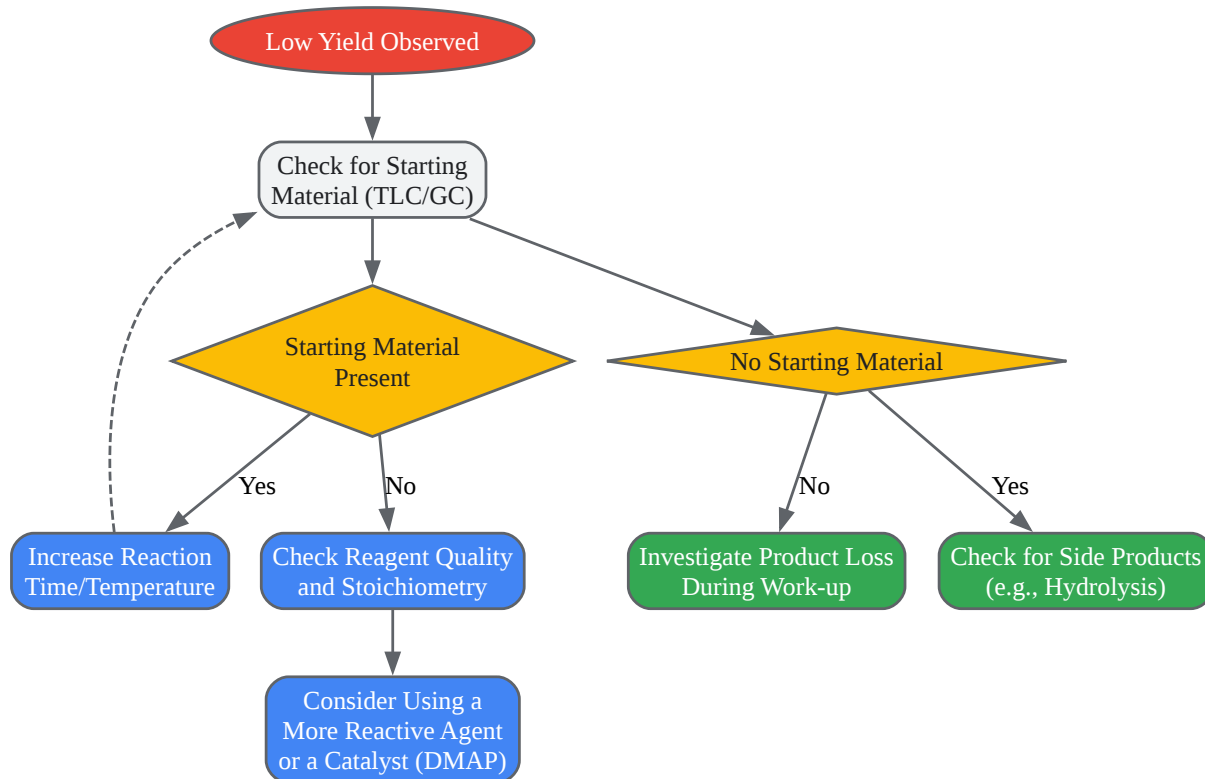 Low Yield Observed
Check for Starting
Material (TLC/GC)
Starting Material
Present
No Starting Material
Yes
No
No
Yes
Increase Reaction
Time/Temperature
Check Reagent Quality
and Stoichiometry
Investigate Product Loss
During Work-up
Check for Side Products
(e.g., Hydrolysis)
Consider Using a
More Reactive Agent
or a Catalyst (DMAP)